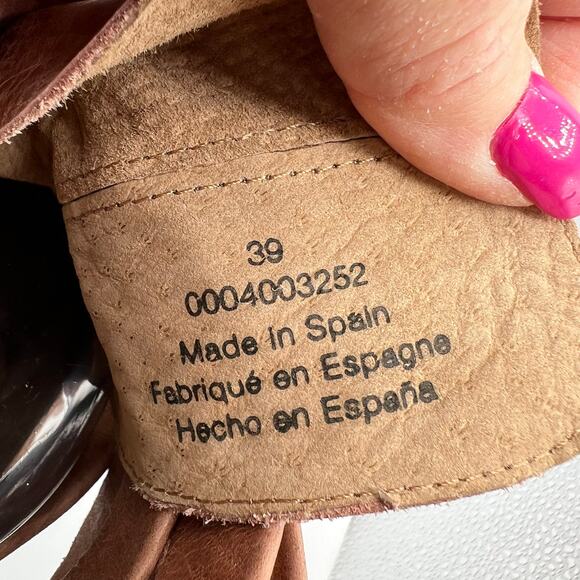 39
0004003252
Made in Spain
Fabriqué en Espagne
Hecho en España